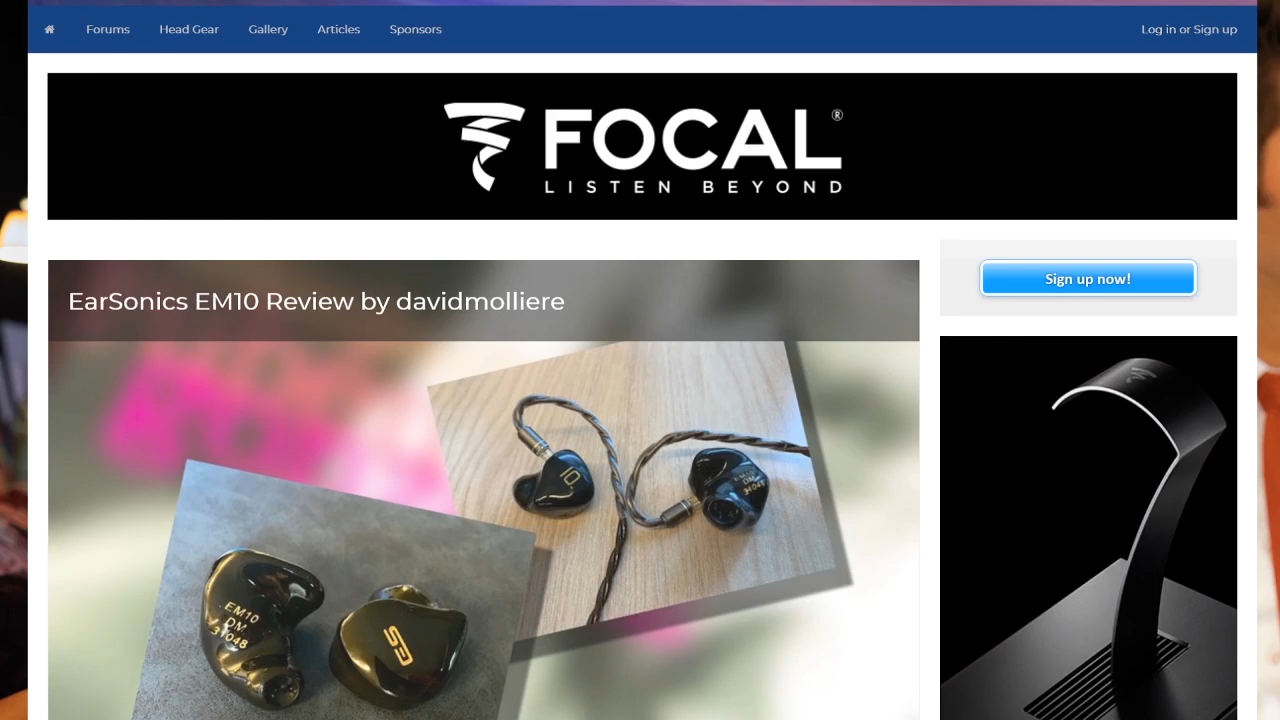 Forums
Head Gear
Gallery
Articles
Sponsors
Log in or Sign up
FOCAL®
LISTEN BEYOND
Sign up now!
EarSonics EM10 Review by davidmolliere
10
EM10
DM
31048
ES